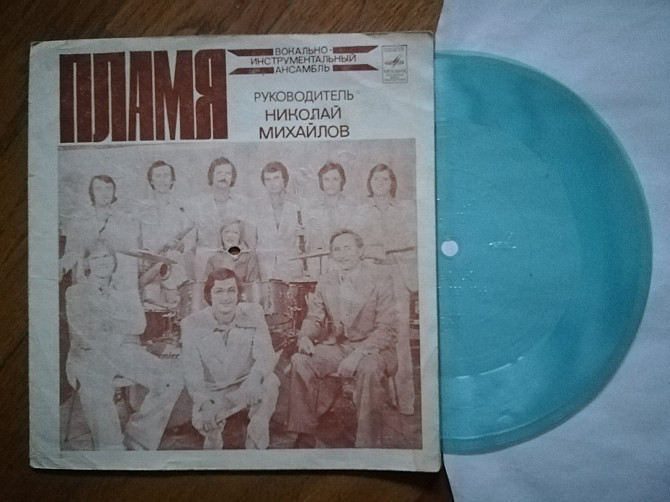 ПЛАМЯ
ВОКАЛЬНО-
ИНСТРУМЕНТАЛЬНЫЙ
АНСАМБЛЬ
РУКОВОДИТЕЛЬ
НИКОЛАЙ
МИХАЙЛОВ